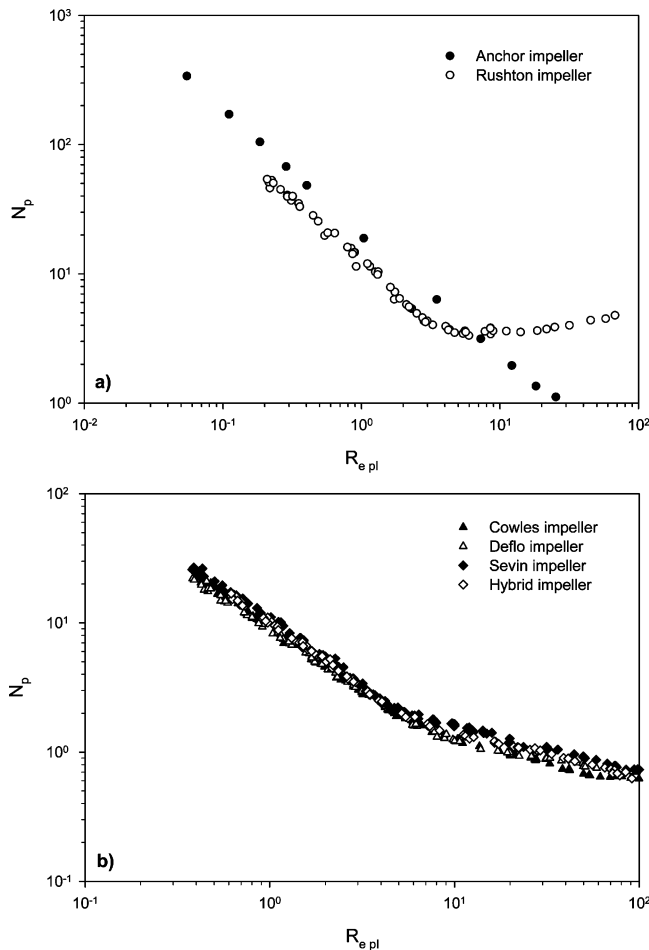 10^3
Anchor impeller
Rushton impeller
10^2
N_p
10^1
a)
10^0
10^-2 10^-1 10^0 10^1 10^2
R_e pl
10^2
Cowles impeller
Deflo impeller
Sevin impeller
Hybrid impeller
10^1
N_p
10^0
b)
10^-1
10^-1 10^0 10^1 10^2
R_e pl